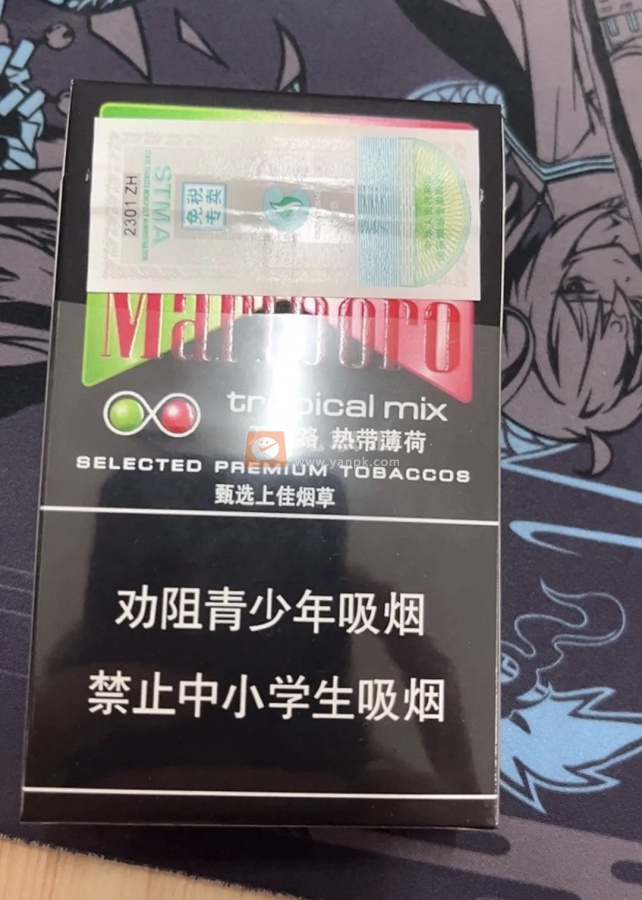 2301 ZH
STMA
免税
专卖
Marlboro
tropical mix
路 热带薄荷
www.yanpk.com
SELECTED PREMIUM TOBACCOS
甄选上佳烟草
劝阻青少年吸烟
禁止中小学生吸烟